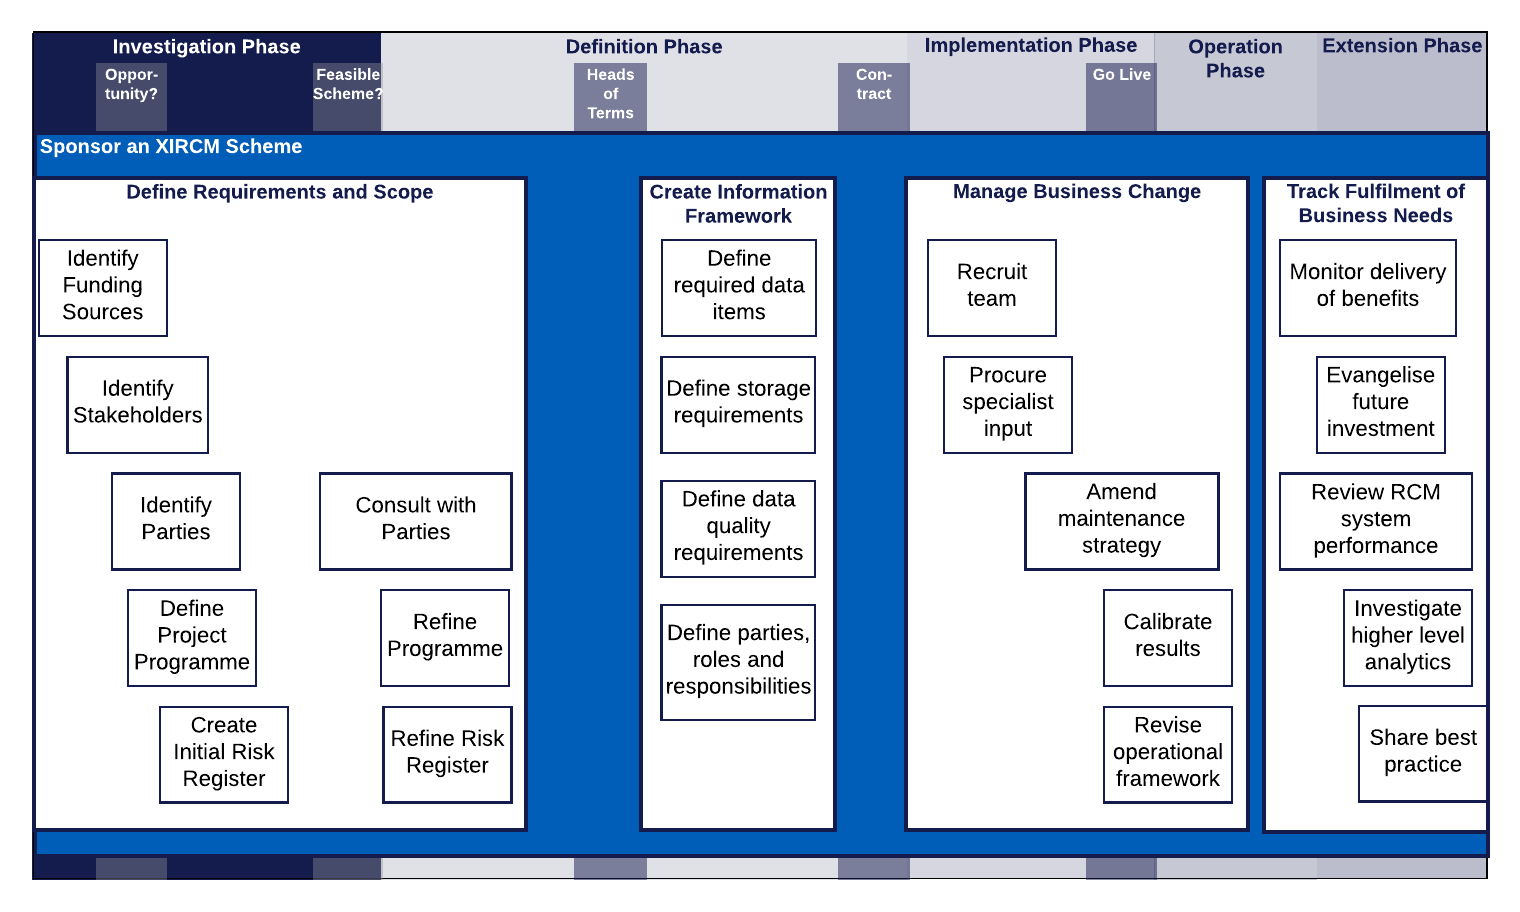 Investigation Phase
Definition Phase
Implementation Phase
Operation
Phase
Extension Phase
Oppor-
tunity?
Feasible
Scheme?
Heads
of
Terms
Con-
tract
Go Live
Sponsor an XIRCM Scheme
Define Requirements and Scope
Identify
Funding
Sources
Identify
Stakeholders
Identify
Parties
Consult with
Parties
Define
Project
Programme
Refine
Programme
Create
Initial Risk
Register
Refine Risk
Register
Create Information
Framework
Define
required data
items
Define storage
requirements
Define data
quality
requirements
Define parties,
roles and
responsibilities
Manage Business Change
Recruit
team
Procure
specialist
input
Amend
maintenance
strategy
Calibrate
results
Revise
operational
framework
Track Fulfilment of
Business Needs
Monitor delivery
of benefits
Evangelise
future
investment
Review RCM
system
performance
Investigate
higher level
analytics
Share best
practice